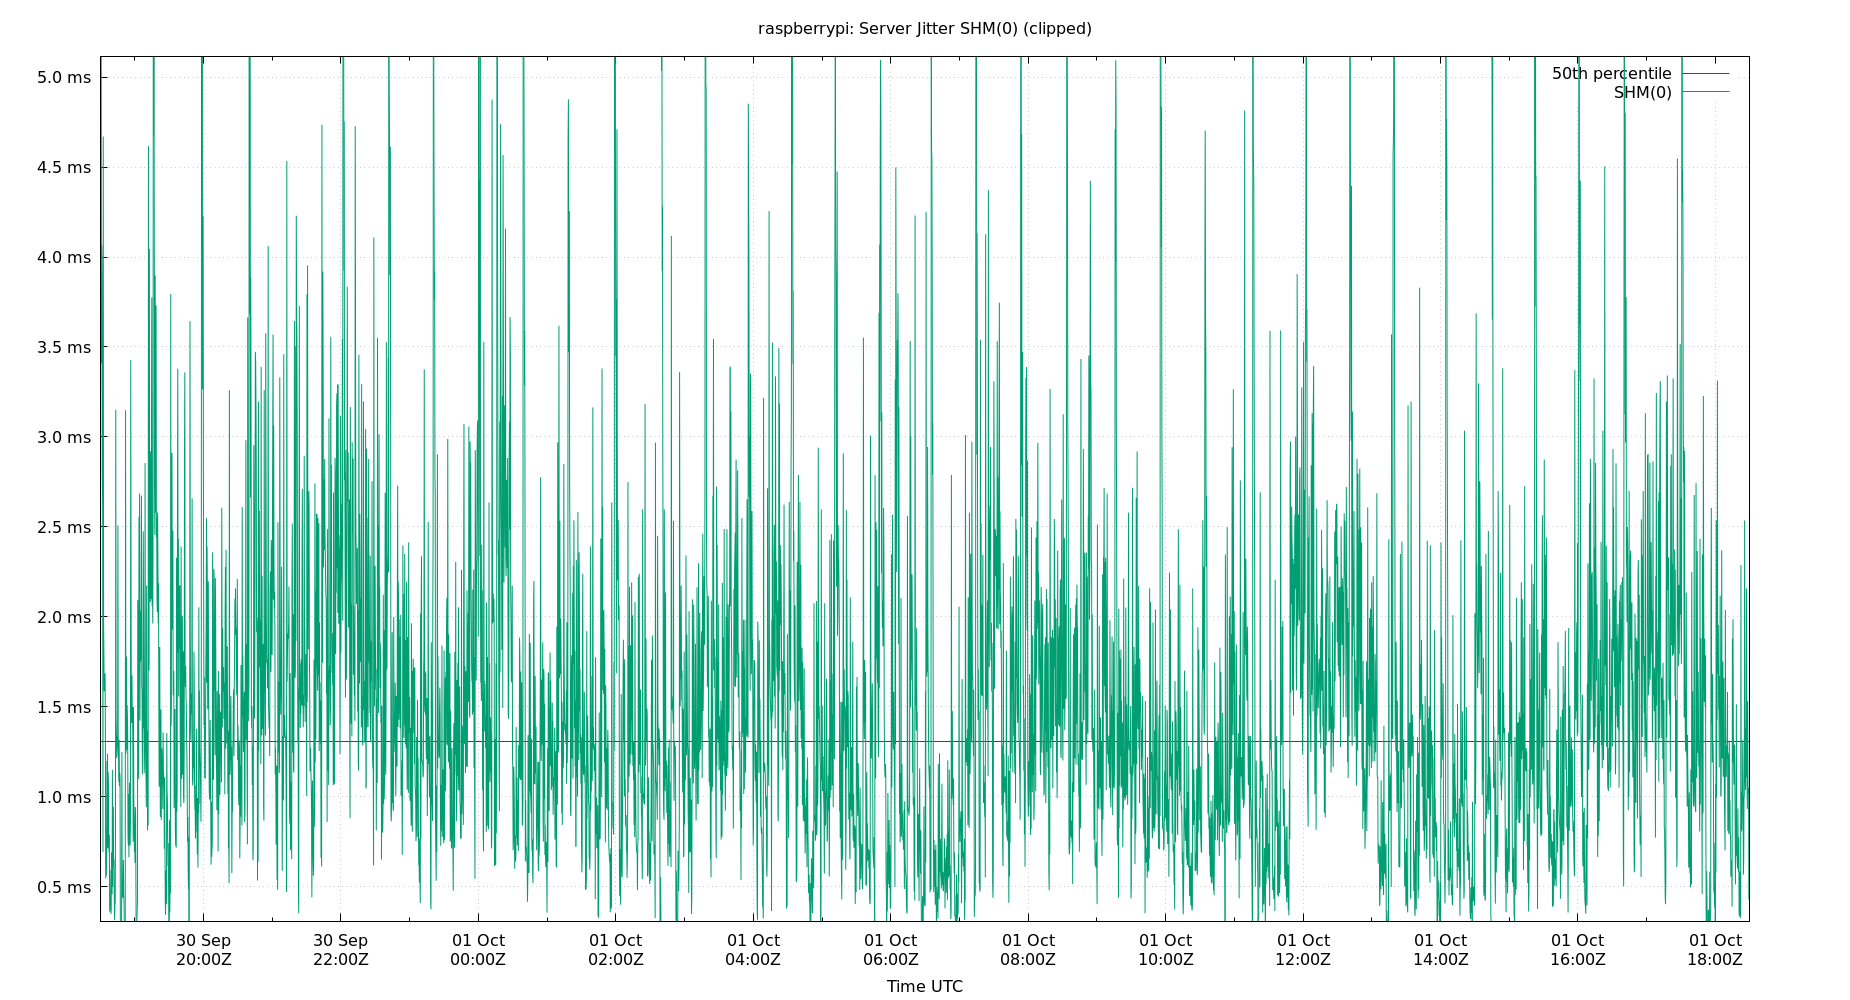 raspberrypi: Server Jitter SHM(0) (clipped)
50th percentile
SHM(0)
5.0 ms
4.5 ms
4.0 ms
3.5 ms
3.0 ms
2.5 ms
2.0 ms
1.5 ms
1.0 ms
0.5 ms
30 Sep 30 Sep 01 Oct 01 Oct 01 Oct 01 Oct 01 Oct 01 Oct 01 Oct 01 Oct 01 Oct 01 Oct
20:00Z 22:00Z 00:00Z 02:00Z 04:00Z 06:00Z 08:00Z 10:00Z 12:00Z 14:00Z 16:00Z 18:00Z
Time UTC